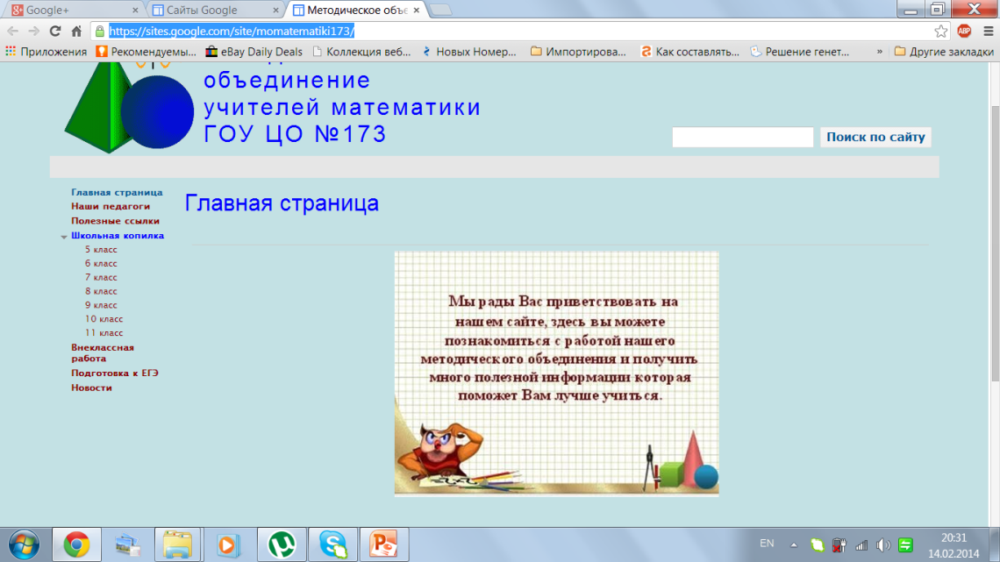 Google+
Сайты Google
Методическое объе
https://sites.google.com/site/momatematiki173/
ABP
Приложения
Рекомендуемы...
eBay Daily Deals
Коллекция веб...
Новых Номер...
Импортирова...
Как составлять...
Решение генет...
»
Другие закладки
объединение
учителей математики
ГОУ ЦО №173
Поиск по сайту
Главная страница
Наши педагоги
Полезные ссылки
Школьная копилка
5 класс
6 класс
7 класс
8 класс
9 класс
10 класс
11 класс
Внеклассная
работа
Подготовка к ЕГЭ
Новости
Главная страница
Мы рады Вас приветствовать на
нашем сайте, здесь вы можете
познакомиться с работой нашего
методического объединения и получить
много полезной информации которая
поможет Вам лучше учиться.
EN
20:31
14.02.2014